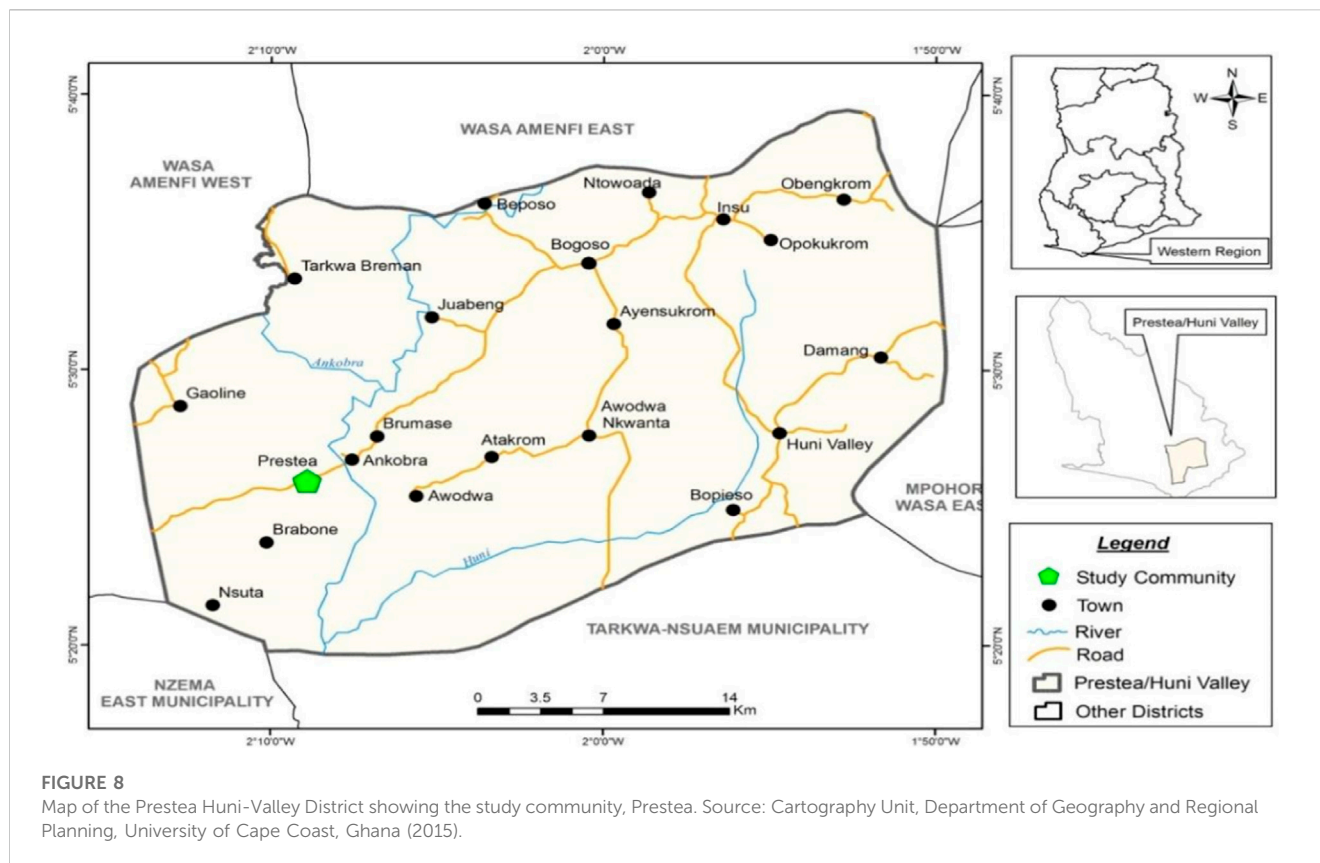 2°10'0"W
2°0'0"W
1°50'0"W
5°40'0"N
5°40'0"N
WASA AMENFI EAST
WASA
AMENFI WEST
Ntowoada
Obengkrom
Beposo
Insu
Bogoso
Opokukrom
Tarkwa Breman
Juabeng
Ayensukrom
Damang
Ankobra
5°30'0"N
5°30'0"N
Gaoline
Awodwa
Nkwanta
Brumase
Atakrom
Huni Valley
Prestea
Ankobra
Awodwa
Bopieso
MPOHOR
WASA EAS
Brabone
Huni
Nsuta
TARKWA-NSUAEM MUNICIPALITY
5°20'0"N
5°20'0"N
NZEMA
EAST MUNICIPALITY
0 3.5 7 14
Km
2°10'0"W
2°0'0"W
1°50'0"W
N
W E
S
Western Region
Prestea/Huni Valley
Legend
Study Community
Town
River
Road
Prestea/Huni Valley
Other Districts
FIGURE 8
Map of the Prestea Huni-Valley District showing the study community, Prestea. Source: Cartography Unit, Department of Geography and Regional
Planning, University of Cape Coast, Ghana (2015).